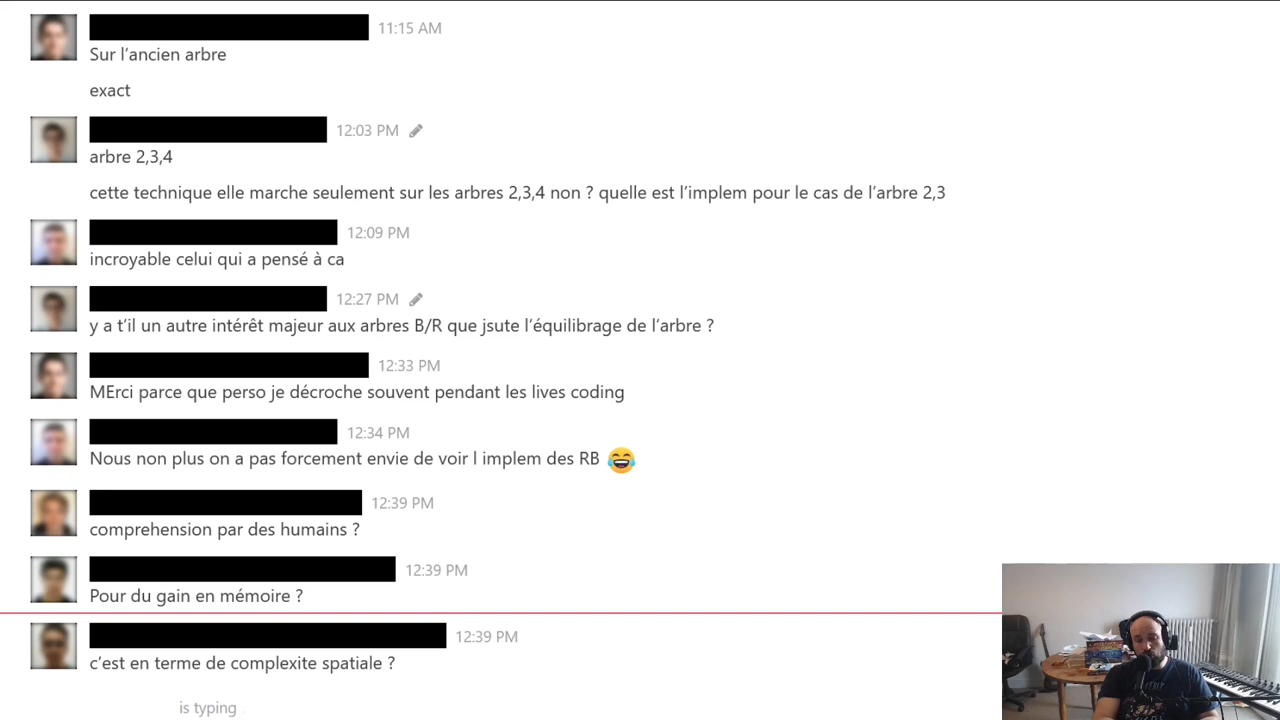 11:15 AM
Sur l'ancien arbre
exact
12:03 PM
arbre 2,3,4
cette technique elle marche seulement sur les arbres 2,3,4 non ? quelle est l'implem pour le cas de l'arbre 2,3
12:09 PM
incroyable celui qui a pensé à ca
12:27 PM
y a t'il un autre intérêt majeur aux arbres B/R que jsute l'équilibrage de l'arbre ?
12:33 PM
MErci parce que perso je décroche souvent pendant les lives coding
12:34 PM
Nous non plus on a pas forcement envie de voir l implem des RB 😂
12:39 PM
comprehension par des humains ?
12:39 PM
Pour du gain en mémoire ?
12:39 PM
c'est en terme de complexite spatiale ?
is typing